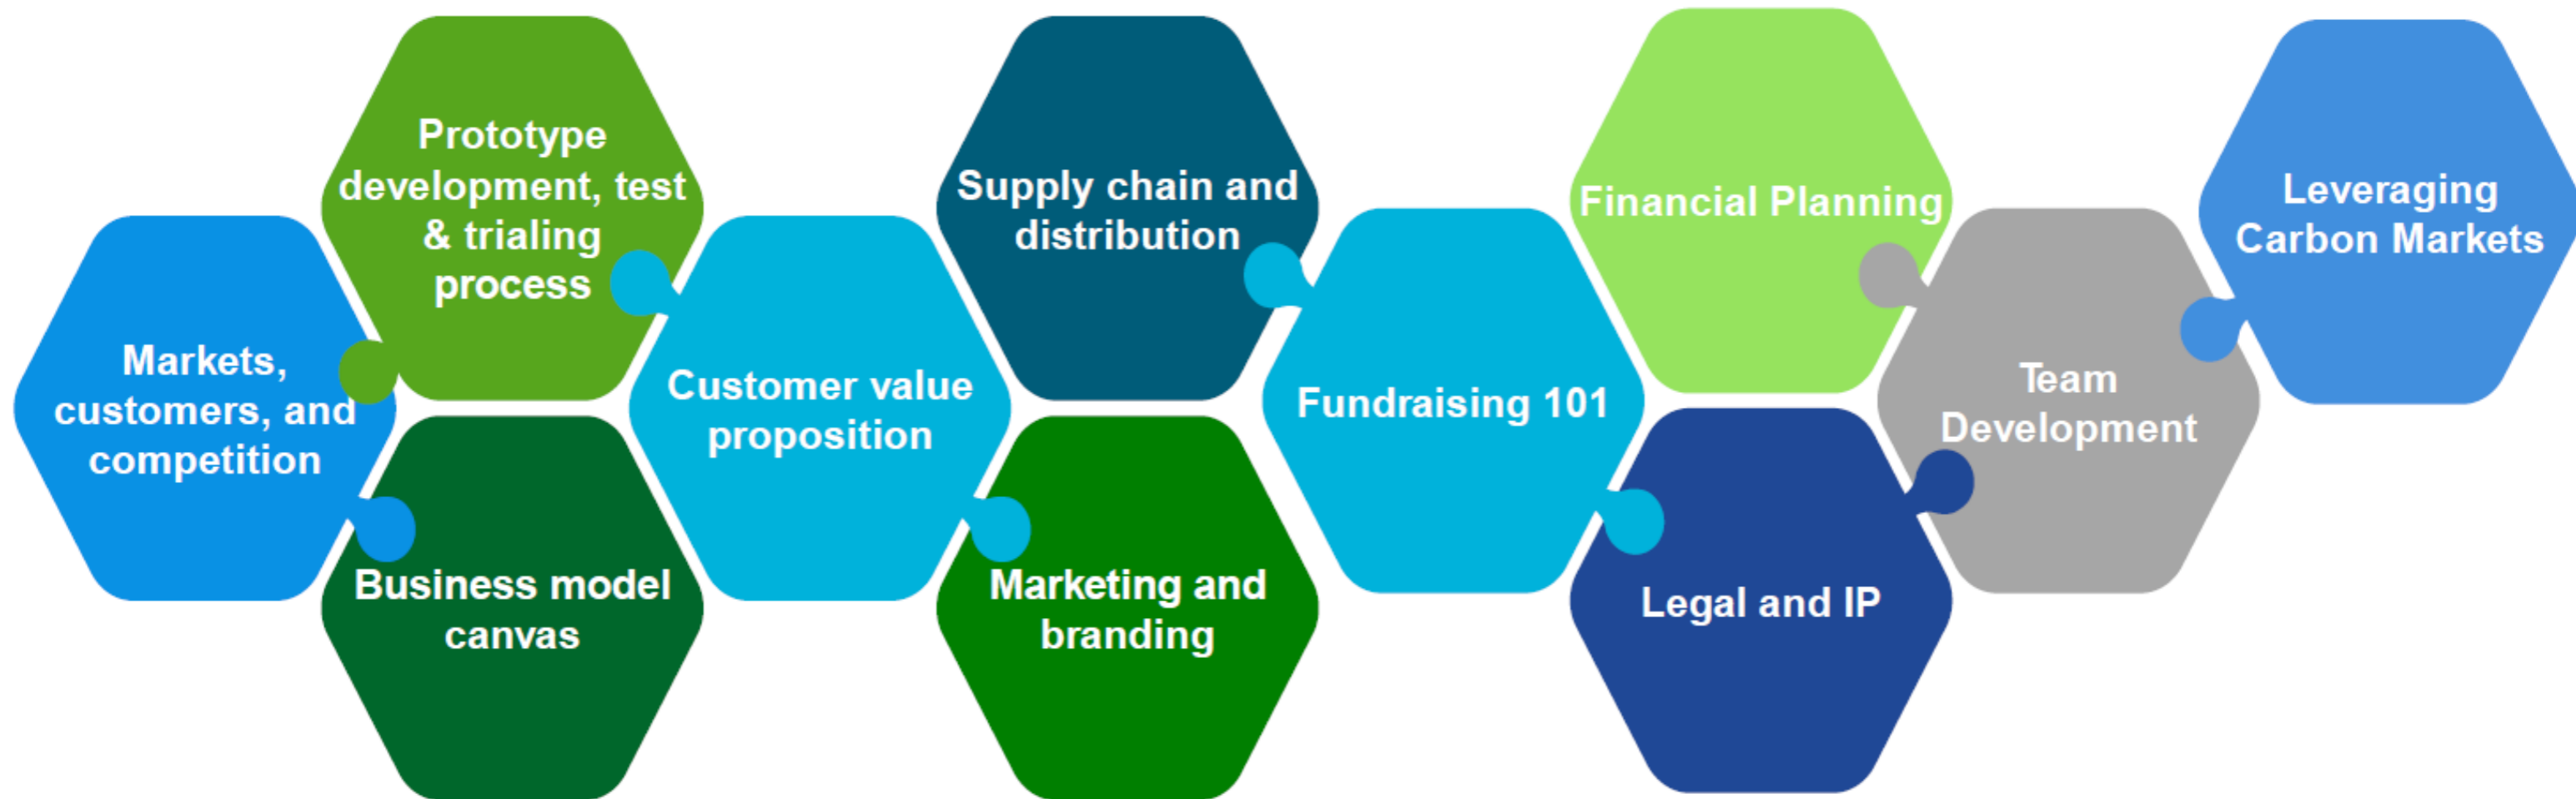 Markets,
customers, and
competition
Prototype
development, test
& trialing
process
Business model
canvas
Customer value
proposition
Supply chain and
distribution
Marketing and
branding
Fundraising 101
Financial Planning
Legal and IP
Team
Development
Leveraging
Carbon Markets